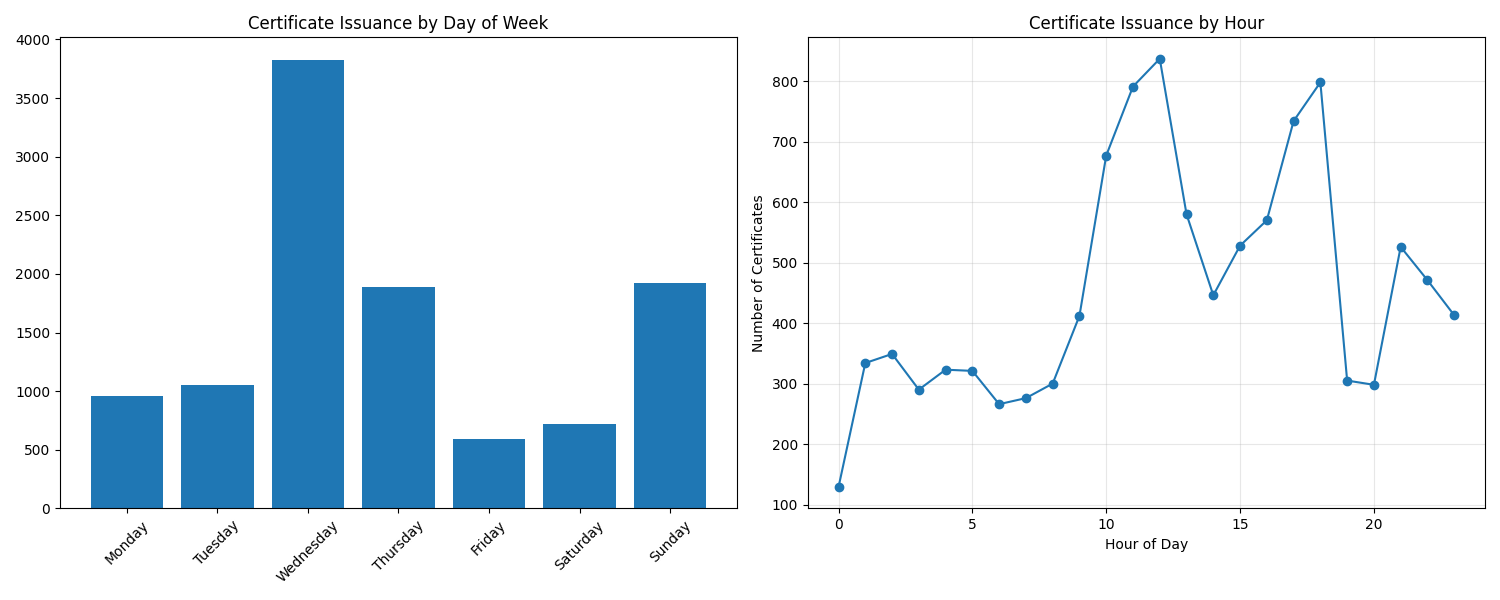 Certificate Issuance by Day of Week
4000
3500
3000
2500
2000
1500
1000
500
0
Monday
Tuesday
Wednesday
Thursday
Friday
Saturday
Sunday
Certificate Issuance by Hour
Number of Certificates
800
700
600
500
400
300
200
100
0
5
10
15
20
Hour of Day